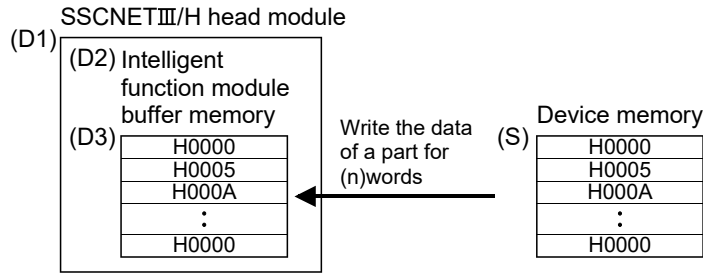 SSCNETⅢ/H head module
(D1)
(D2) Intelligent
function module
buffer memory
(D3)
H0000
H0005
H000A
:
H0000
Write the data
of a part for
(n)words
Device memory
(S)
H0000
H0005
H000A
:
H0000